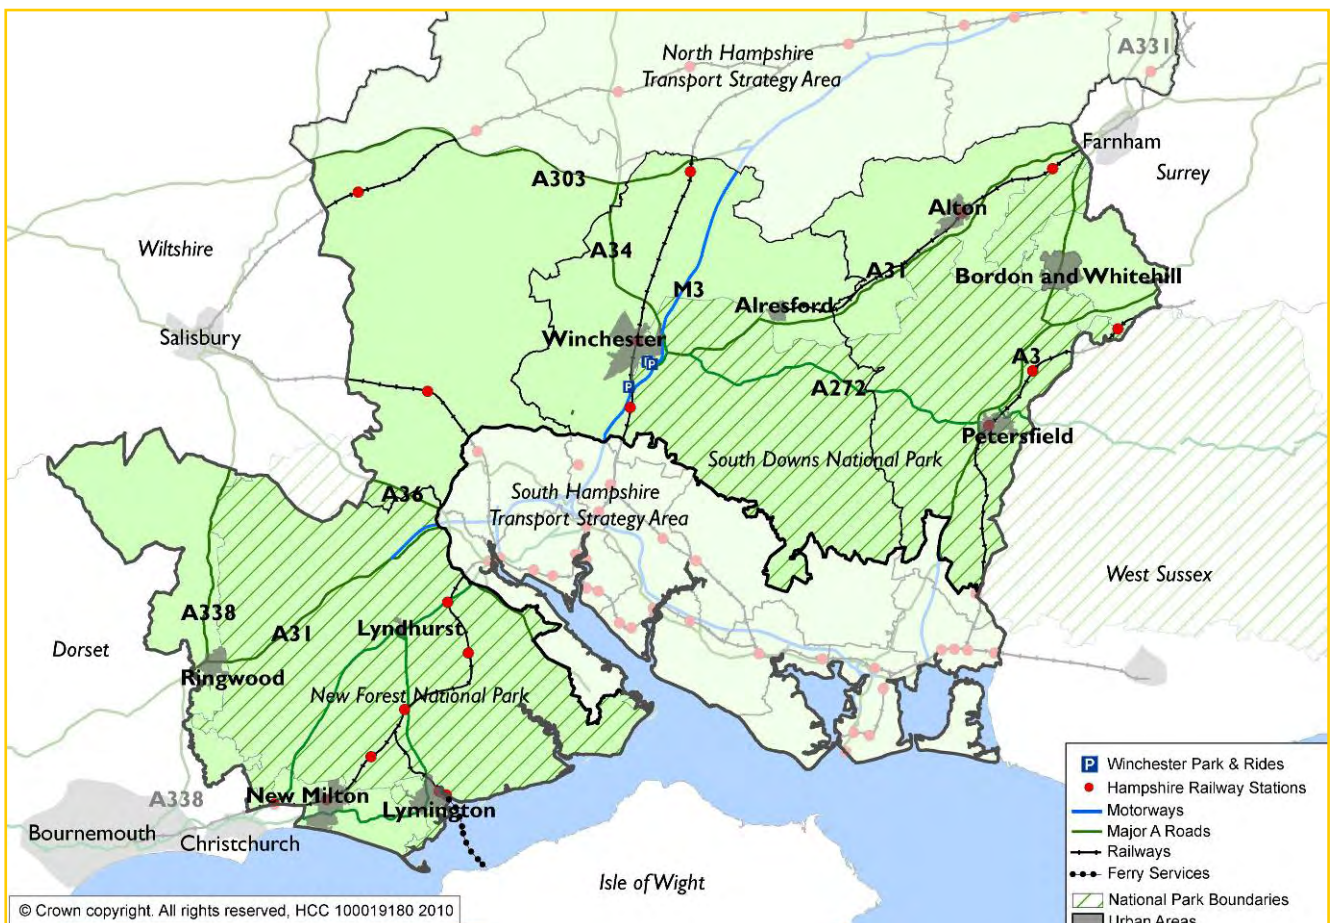 North Hampshire
Transport Strategy Area
A331
Farnham
Surrey
A303
Alton
Wiltshire
A34
A31
Bordon and Whitehill
M3
Alresford
Salisbury
Winchester
P
P
A3
A272
Petersfield
South Downs National Park
A36
South Hampshire
Transport Strategy Area
West Sussex
A338
A31
Lyndhurst
Dorset
Ringwood
New Forest National Park
A338
New Milton
Lymington
Bournemouth
Christchurch
Isle of Wight
P Winchester Park & Rides
Hampshire Railway Stations
Motorways
Major A Roads
Railways
Ferry Services
National Park Boundaries
Urban Areas
© Crown copyright. All rights reserved, HCC 100019180 2010